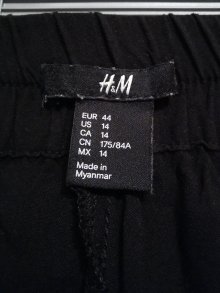 H&M
EUR 44
US 14
CA 14
CN 175/84A
MX 14
Made in
Myanmar